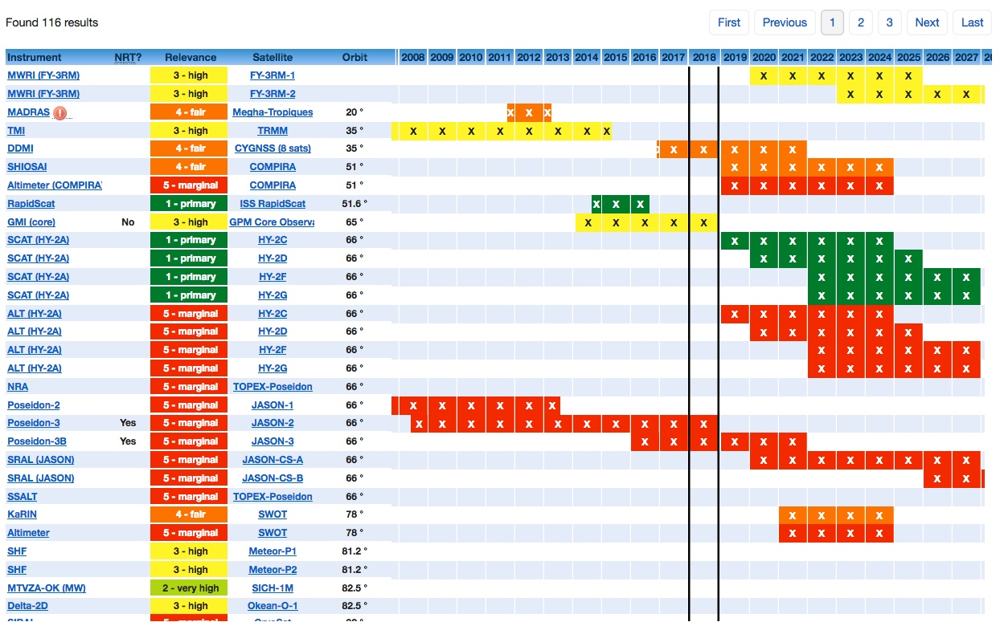 Found 116 results
First Previous 1 2 3 Next Last
Instrument NRT? Relevance Satellite Orbit 2008 2009 2010 2011 2012 2013 2014 2015 2016 2017 2018 2019 2020 2021 2022 2023 2024 2025 2026 2027 20
MWRI (FY-3RM) 3 - high FY-3RM-1 x x x x x x
MWRI (FY-3RM) 3 - high FY-3RM-2 x x x x x
MADRAS ! 4 - fair Megha-Tropiques 20 ° x x x
TMI 3 - high TRMM 35 ° x x x x x x x x
DDMI 4 - fair CYGNSS (8 sats) 35 ° x x x x x x
SHIOSAI 4 - fair COMPIRA 51 ° x x x x x x
Altimeter (COMPIRA) 5 - marginal COMPIRA 51 ° x x x x x x
RapidScat 1 - primary ISS RapidScat 51.6 ° x x x
GMI (core) No 3 - high GPM Core Observa 65 ° x x x x x
SCAT (HY-2A) 1 - primary HY-2C 66 ° x x x x x x
SCAT (HY-2A) 1 - primary HY-2D 66 ° x x x x x x
SCAT (HY-2A) 1 - primary HY-2F 66 ° x x x x x x
SCAT (HY-2A) 1 - primary HY-2G 66 ° x x x x x x
ALT (HY-2A) 5 - marginal HY-2C 66 ° x x x x x x
ALT (HY-2A) 5 - marginal HY-2D 66 ° x x x x x x
ALT (HY-2A) 5 - marginal HY-2F 66 ° x x x x x x
ALT (HY-2A) 5 - marginal HY-2G 66 ° x x x x x x
NRA 5 - marginal TOPEX-Poseidon 66 °
Poseidon-2 5 - marginal JASON-1 66 ° x x x x x x
Poseidon-3 Yes 5 - marginal JASON-2 66 ° x x x x x x x x x x x
Poseidon-3B Yes 5 - marginal JASON-3 66 ° x x x x x x
SRAL (JASON) 5 - marginal JASON-CS-A 66 ° x x x x x x x x
SRAL (JASON) 5 - marginal JASON-CS-B 66 ° x x
SSALT 5 - marginal TOPEX-Poseidon 66 °
KaRIN 4 - fair SWOT 78 ° x x x x
Altimeter 5 - marginal SWOT 78 ° x x x x
SHF 3 - high Meteor-P1 81.2 °
SHF 3 - high Meteor-P2 81.2 °
MTVZA-OK (MW) 2 - very high SICH-1M 82.5 °
Delta-2D 3 - high Okean-O-1 82.5 °